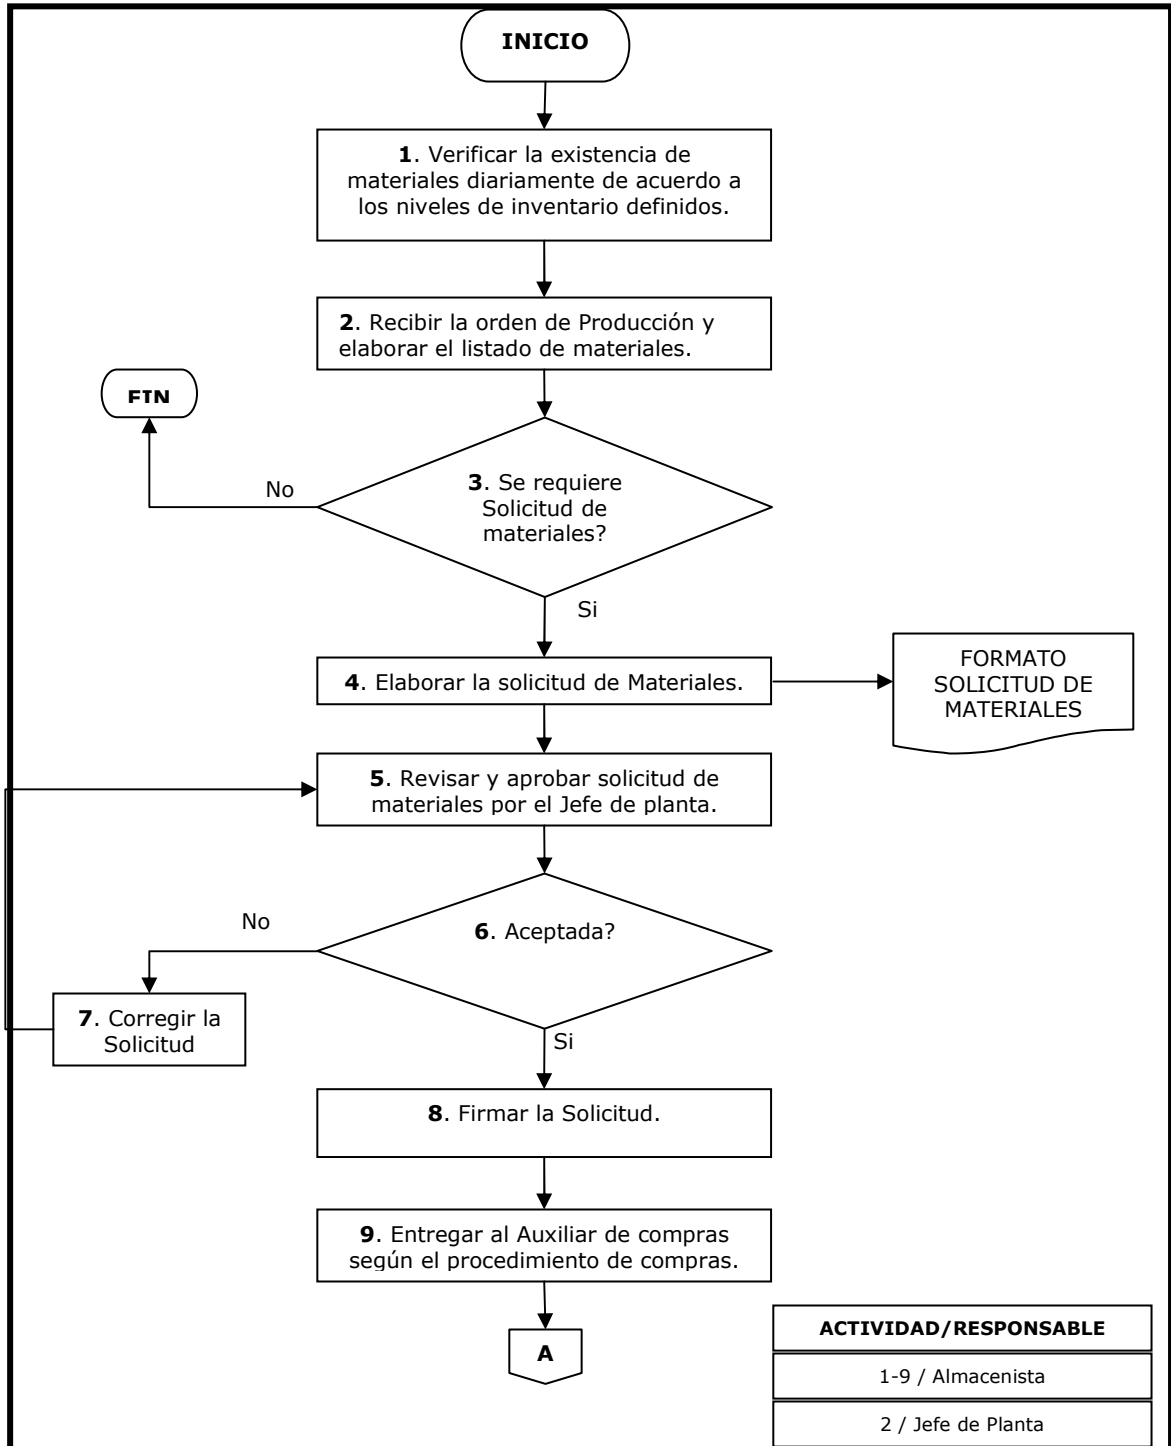 INICIO
1. Verificar la existencia de
materiales diariamente de acuerdo a
los niveles de inventario definidos.
2. Recibir la orden de Producción y
elaborar el listado de materiales.
FIN
No
3. Se requiere
Solicitud de
materiales?
Si
4. Elaborar la solicitud de Materiales.
FORMATO
SOLICITUD DE
MATERIALES
5. Revisar y aprobar solicitud de
materiales por el Jefe de planta.
No
6. Aceptada?
7. Corregir la
Solicitud
Si
8. Firmar la Solicitud.
9. Entregar al Auxiliar de compras
según el procedimiento de compras.
A
ACTIVIDAD/RESPONSABLE
1-9 / Almacenista
2 / Jefe de Planta